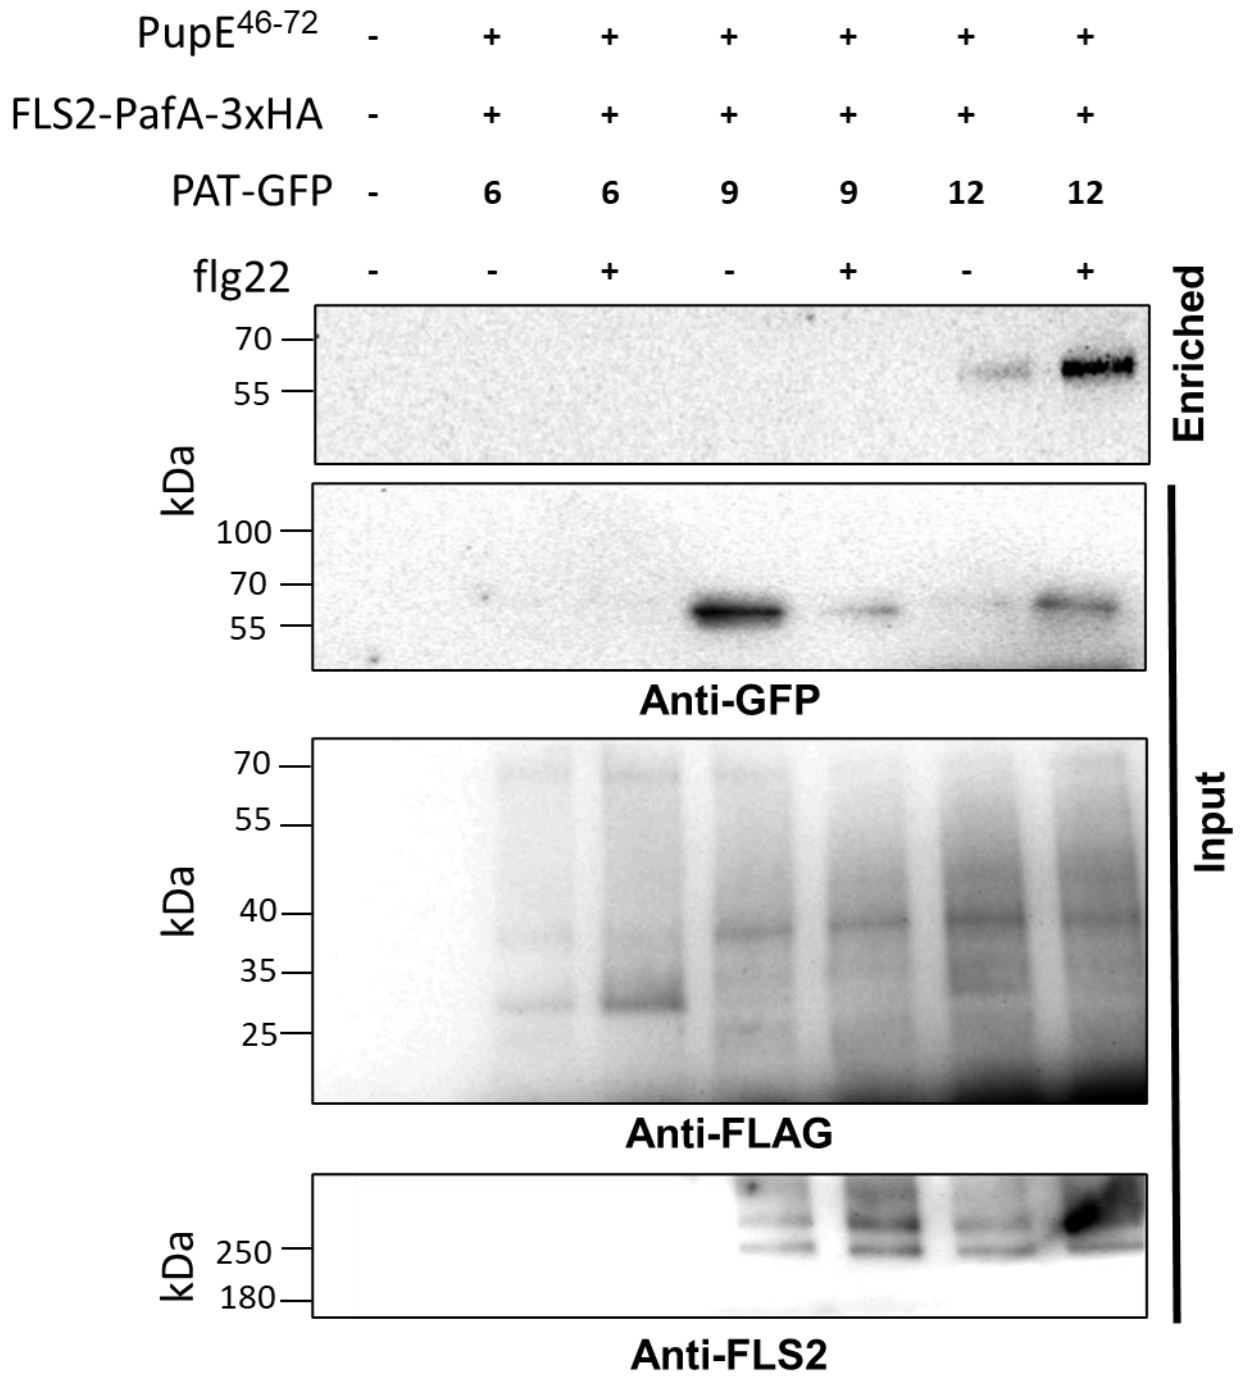 PupE46-72 - + + + + + +
FLS2-PafA-3xHA - + + + + + +
PAT-GFP - 6 6 9 9 12 12
flg22 - - + - + - +
70
55
Enriched
kDa
100
70
55
Anti-GFP
70
55
40
35
25
kDa
Input
Anti-FLAG
250
180
kDa
Anti-FLS2